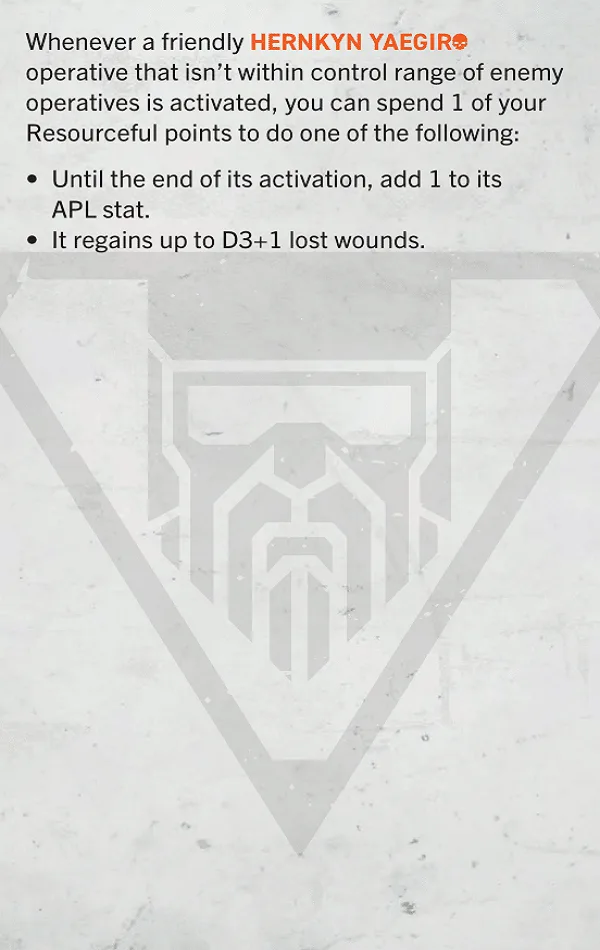 Whenever a friendly HERNKYN YAEGIR
operative that isn’t within control range of enemy
operatives is activated, you can spend 1 of your
Resourceful points to do one of the following:
• Until the end of its activation, add 1 to its
APL stat.
• It regains up to D3+1 lost wounds.